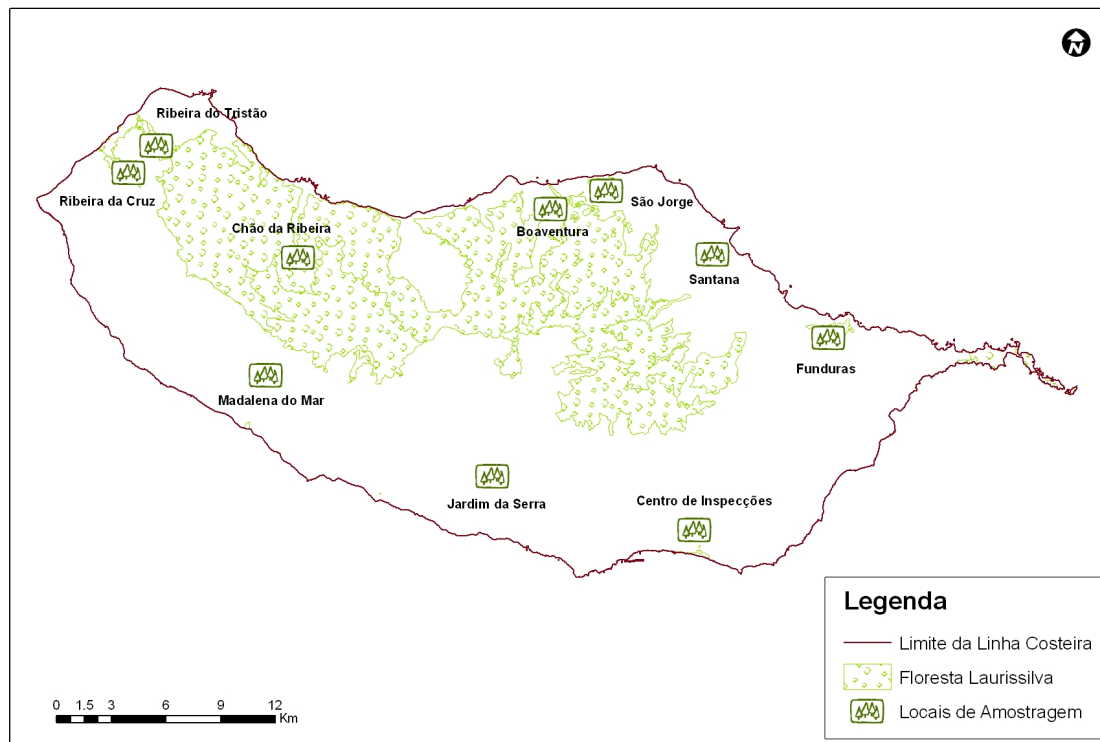 N
Ribeira do Tristão
Ribeira da Cruz
São Jorge
Chão da Ribeira
Boaventura
Santana
Funduras
Madalena do Mar
Jardim da Serra
Centro de Inspecções
Legenda
Limite da Linha Costeira
Floresta Laurissilva
Locais de Amostragem
0 1.5 3 6 9 12
Km